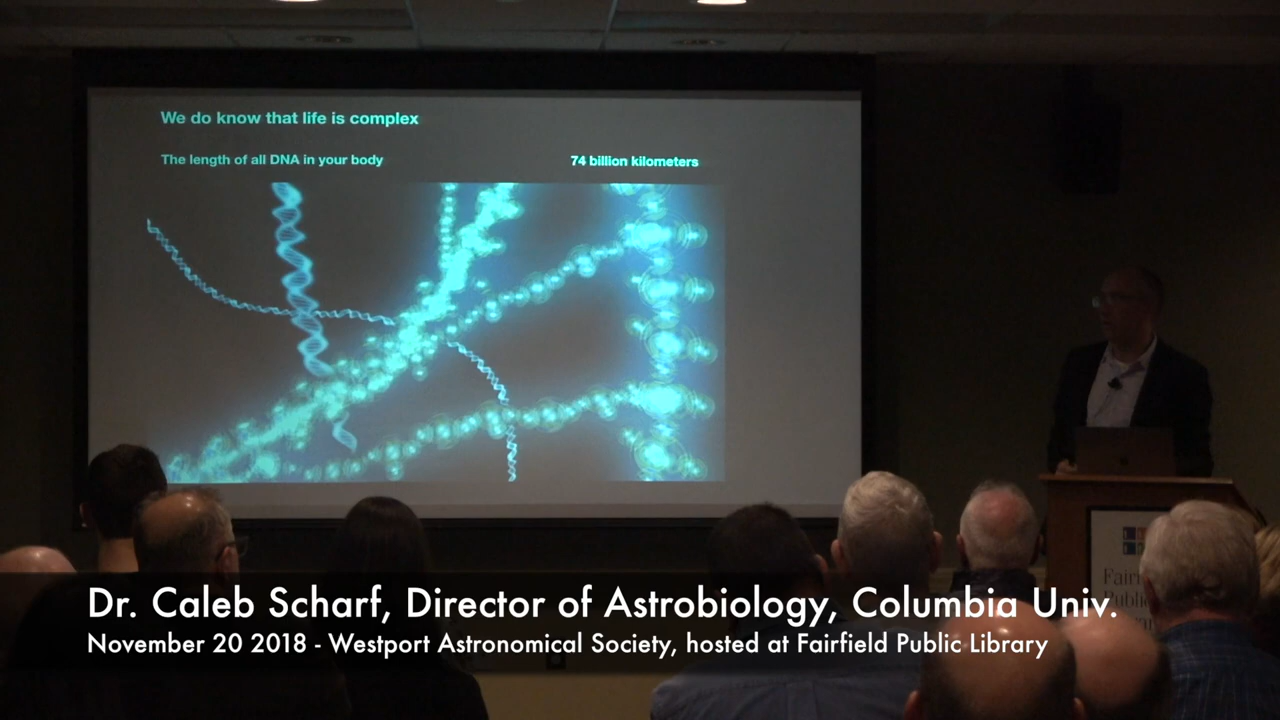 We do know that life is complex
The length of all DNA in your body
74 billion kilometers
Dr. Caleb Scharf, Director of Astrobiology, Columbia Univ.
November 20 2018 - Westport Astronomical Society, hosted at Fairfield Public Library